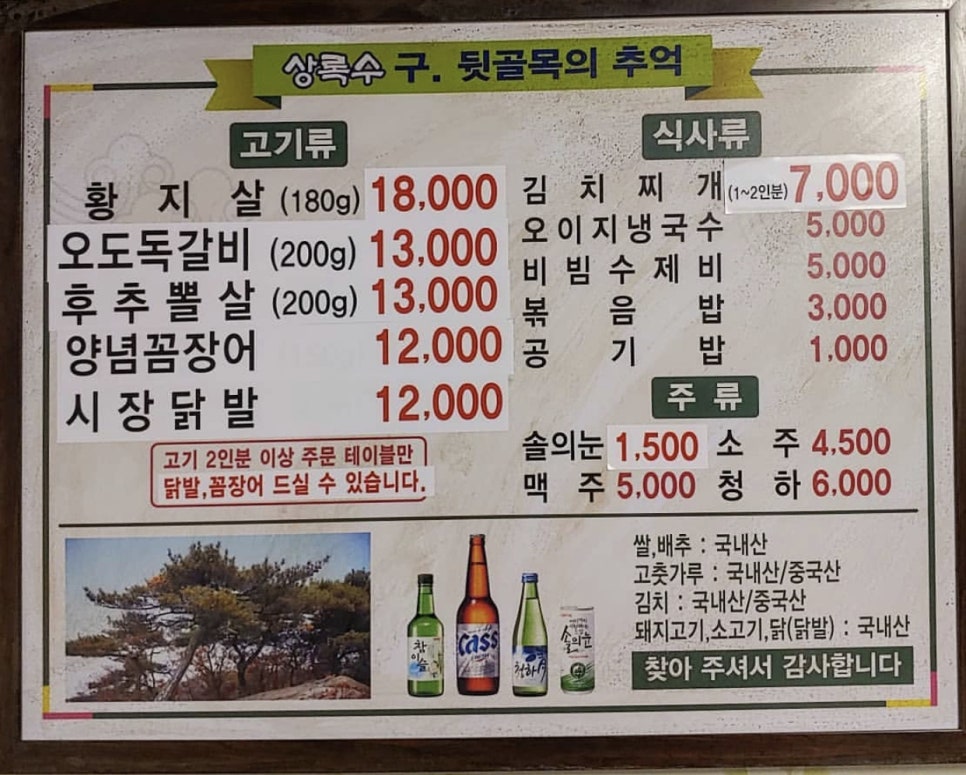 상록수 구. 뒷골목의 추억
고기류
황지살 (180g) 18,000
오도독갈비 (200g) 13,000
후추뽈살 (200g) 13,000
양념꼼장어 12,000
시장닭발 12,000
고기 2인분 이상 주문 테이블만
닭발,꼼장어 드실 수 있습니다.
식사류
김치찌개 (1~2인분) 7,000
오이지냉국수 5,000
비빔수제비 5,000
볶음밥 3,000
공기밥 1,000
주류
솔의눈 1,500 소주 4,500
맥주 5,000 청하 6,000
참이슬
cass
청하
솔의눈
쌀,배추 : 국내산
고춧가루 : 국내산/중국산
김치 : 국내산/중국산
돼지고기,소고기,닭(닭발) : 국내산
찾아 주셔서 감사합니다